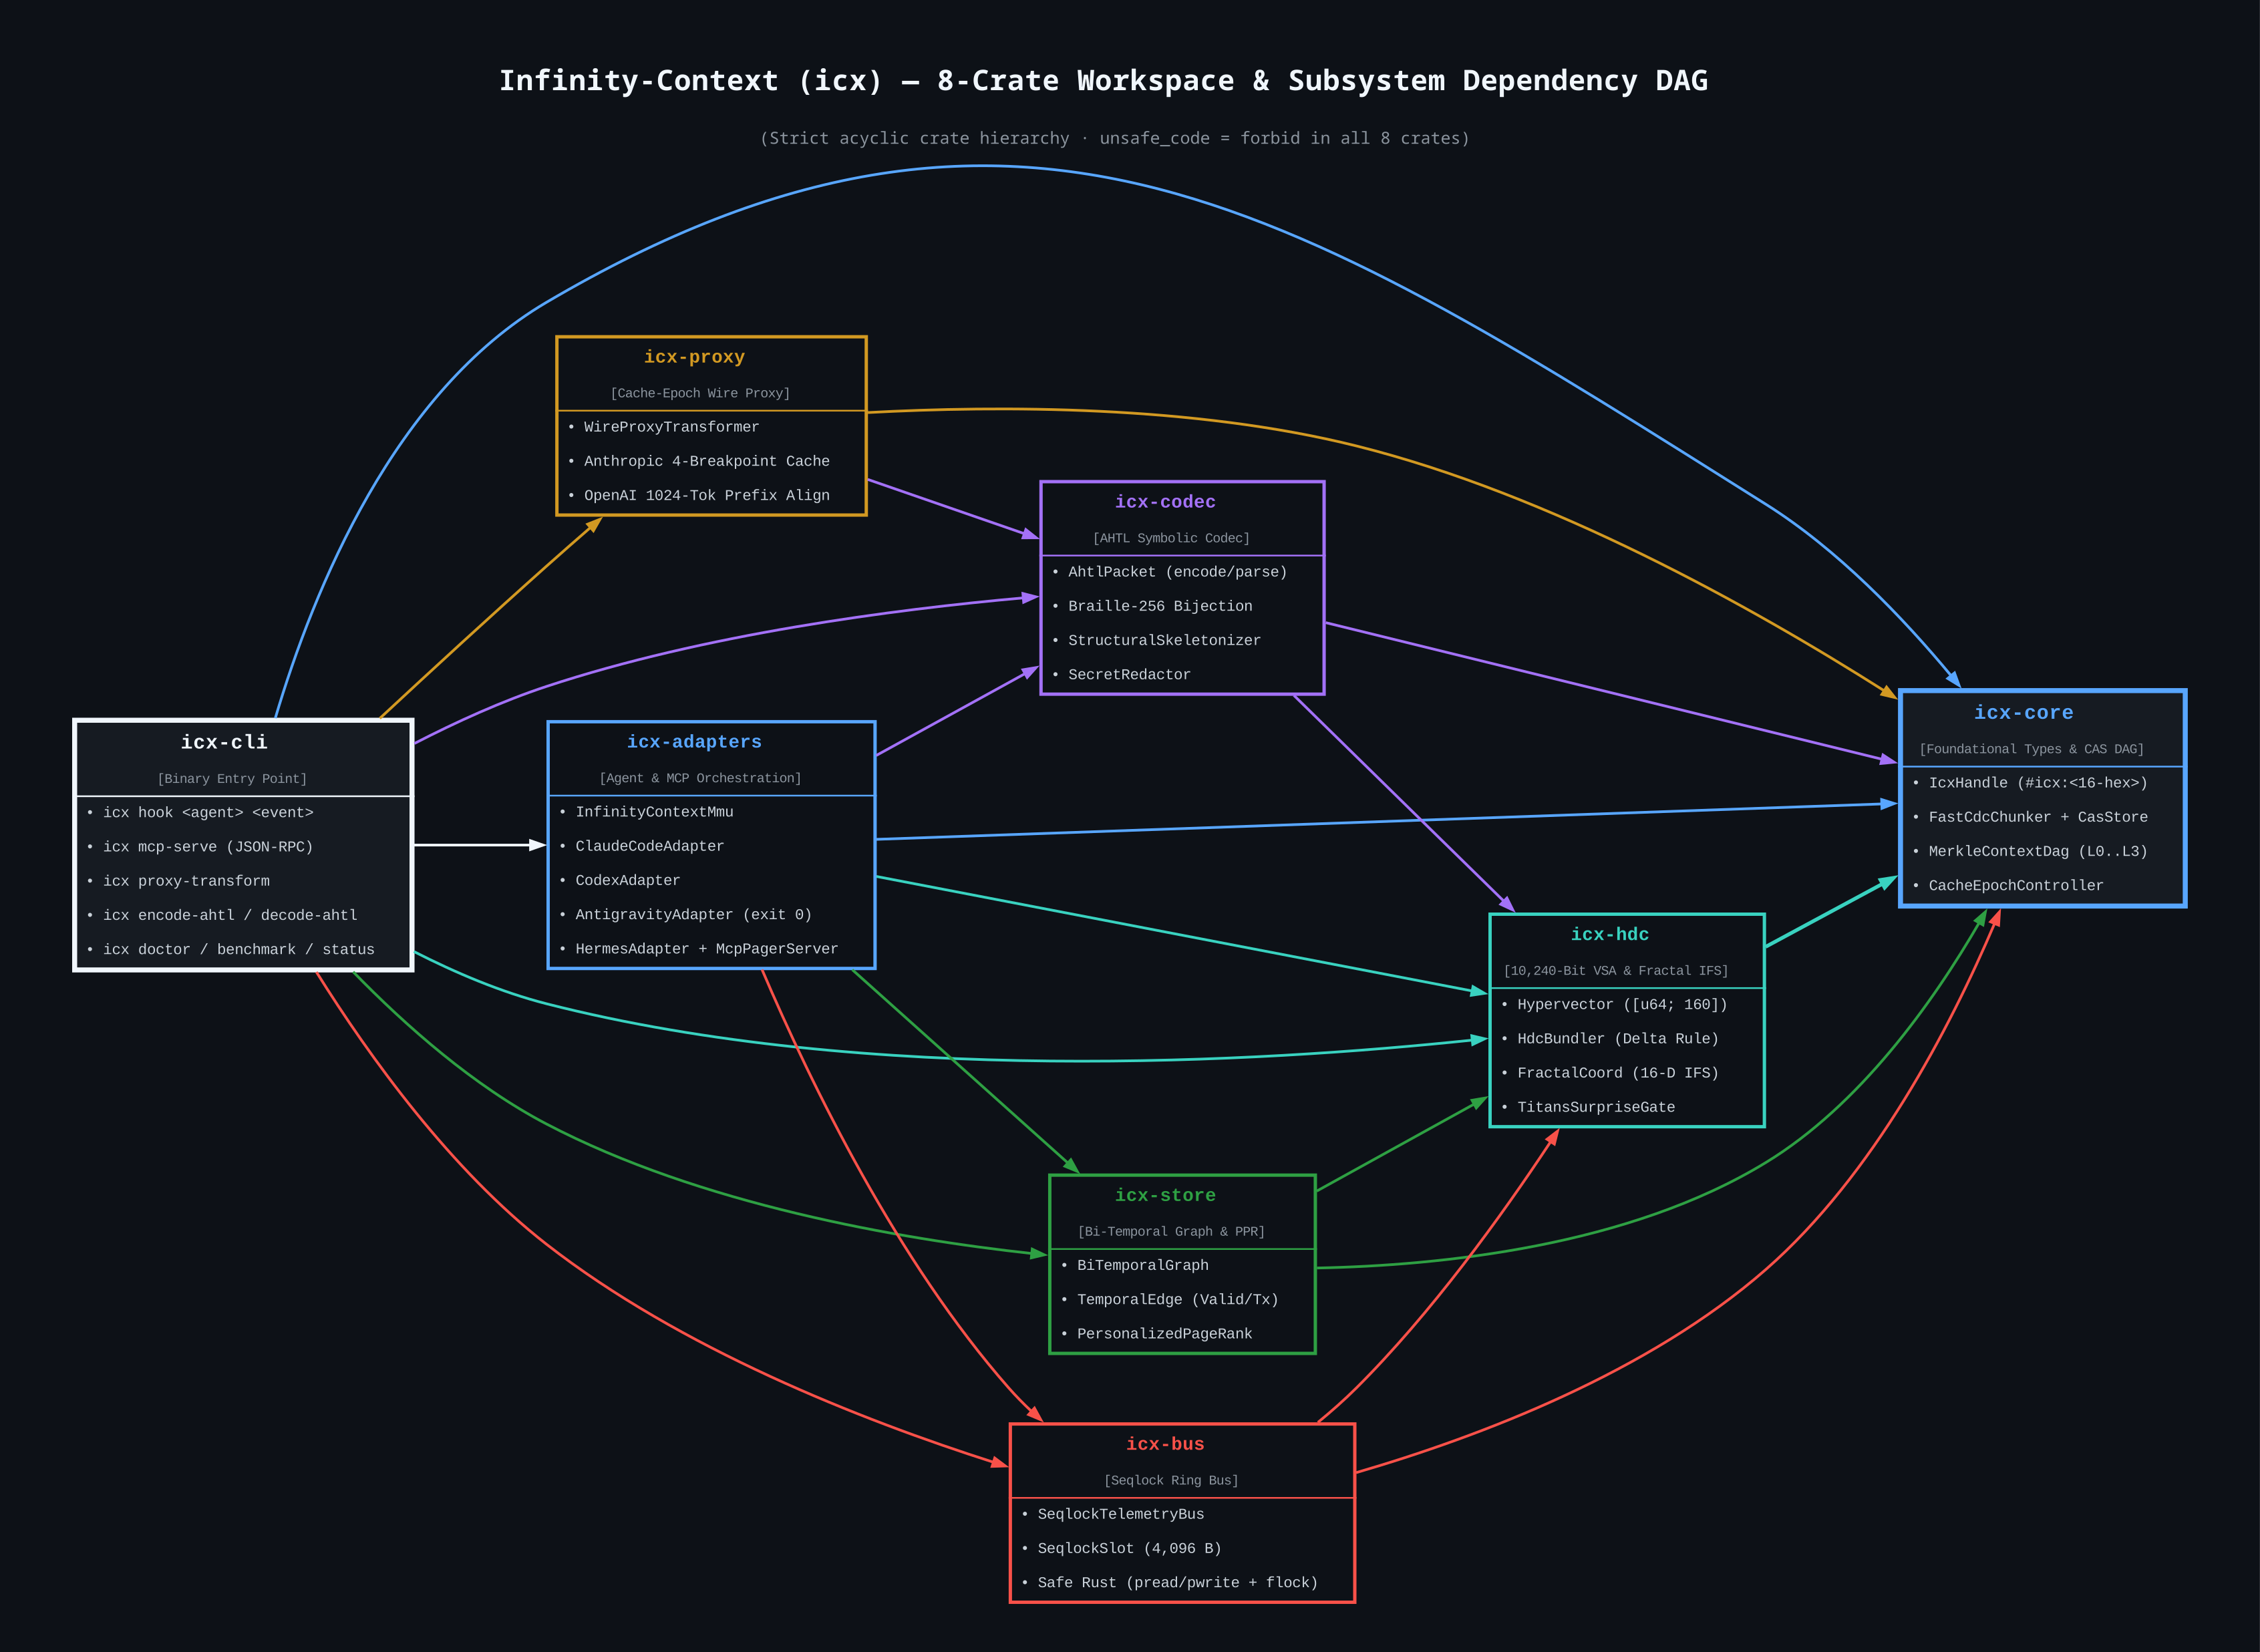 Infinity-Context (icx) — 8-Crate Workspace & Subsystem Dependency DAG
(Strict acyclic crate hierarchy · unsafe_code = forbid in all 8 crates)
icx-cli
[Binary Entry Point]
• icx hook <agent> <event>
• icx mcp-serve (JSON-RPC)
• icx proxy-transform
• icx encode-ahtl / decode-ahtl
• icx doctor / benchmark / status
icx-proxy
[Cache-Epoch Wire Proxy]
• WireProxyTransformer
• Anthropic 4-Breakpoint Cache
• OpenAI 1024-Tok Prefix Align
icx-adapters
[Agent & MCP Orchestration]
• InfinityContextMmu
• ClaudeCodeAdapter
• CodexAdapter
• AntigravityAdapter (exit 0)
• HermesAdapter + McpPagerServer
icx-codec
[AHTL Symbolic Codec]
• AhtlPacket (encode/parse)
• Braille-256 Bijection
• StructuralSkeletonizer
• SecretRedactor
icx-store
[Bi-Temporal Graph & PPR]
• BiTemporalGraph
• TemporalEdge (Valid/Tx)
• PersonalizedPageRank
icx-bus
[Seqlock Ring Bus]
• SeqlockTelemetryBus
• SeqlockSlot (4,096 B)
• Safe Rust (pread/pwrite + flock)
icx-hdc
[10,240-Bit VSA & Fractal IFS]
• Hypervector ([u64; 160])
• HdcBundler (Delta Rule)
• FractalCoord (16-D IFS)
• TitansSurpriseGate
icx-core
[Foundational Types & CAS DAG]
• IcxHandle (#icx:<16-hex>)
• FastCdcChunker + CasStore
• MerkleContextDag (L0..L3)
• CacheEpochController